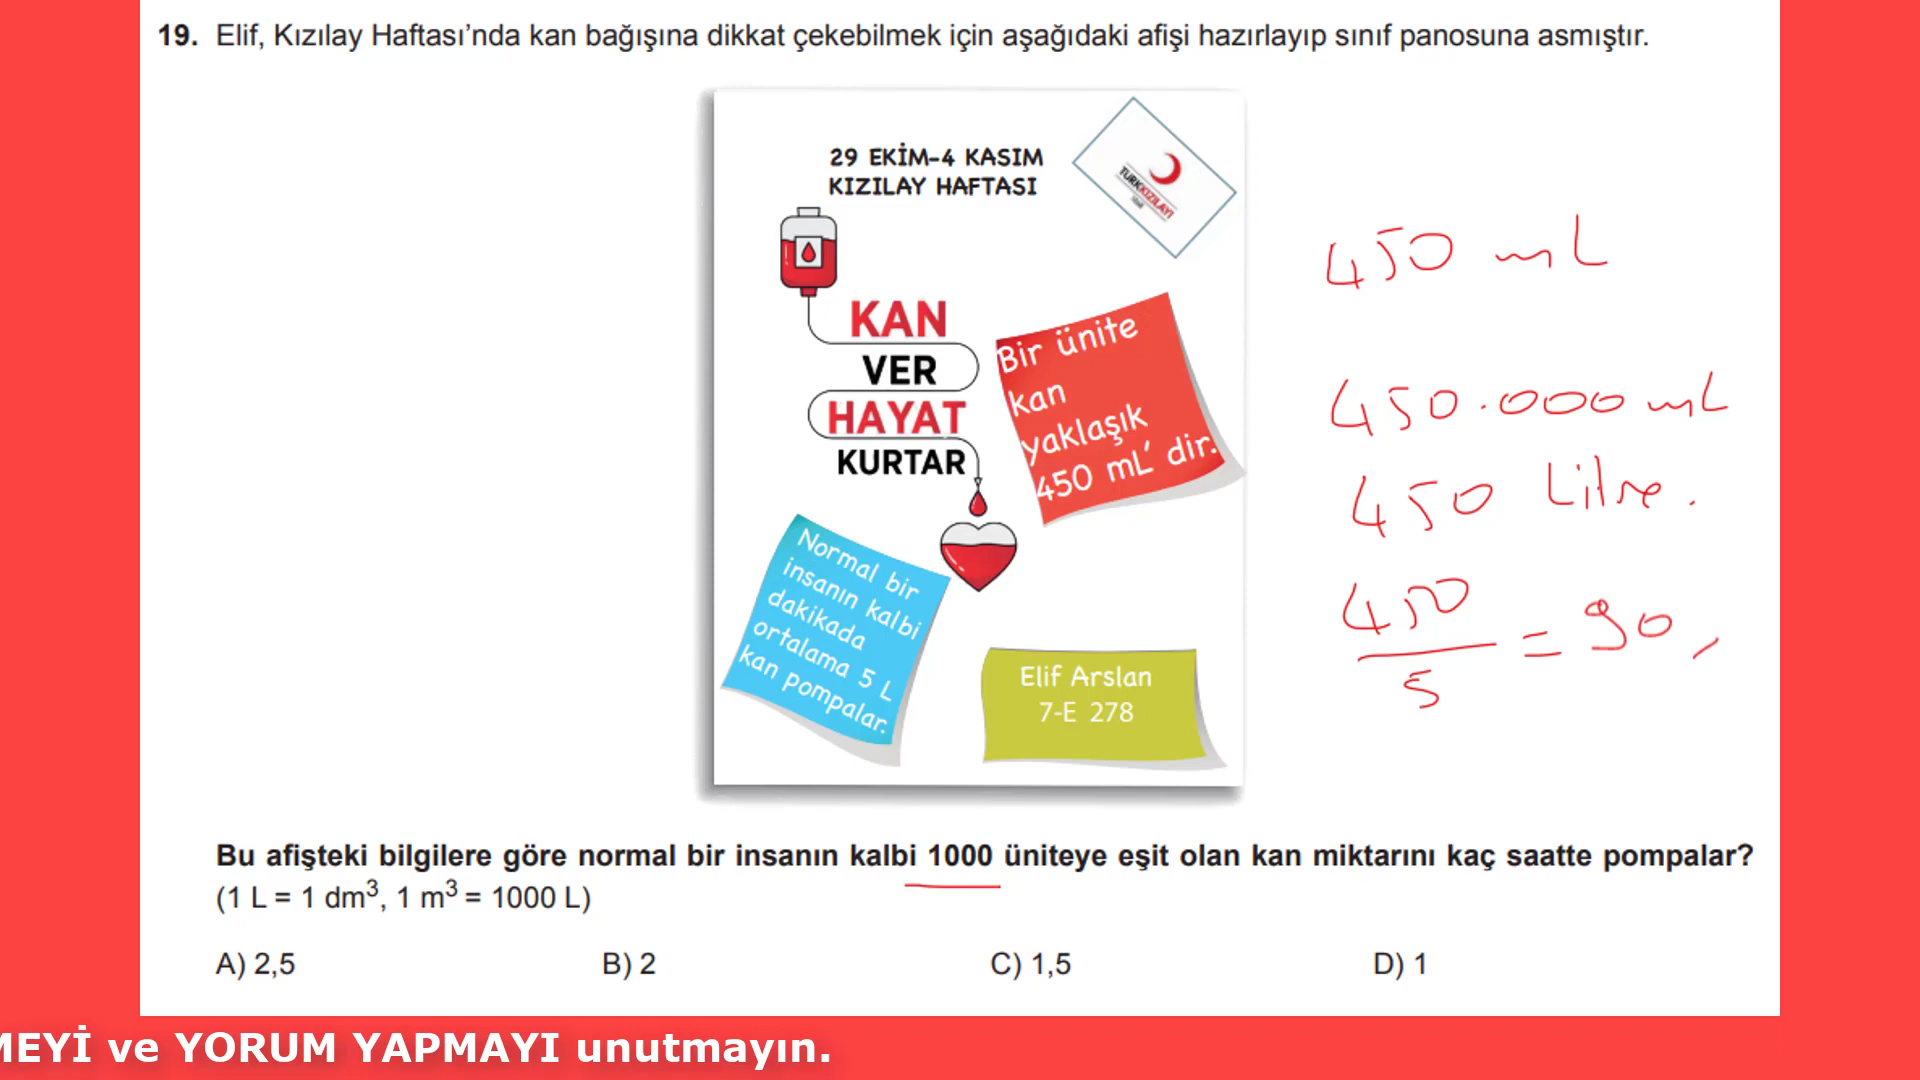 19. Elif, Kızılay Haftası’nda kan bağışına dikkat çekebilmek için aşağıdaki afişi hazırlayıp sınıf panosuna asmıştır.
29 EKİM-4 KASIM
KIZILAY HAFTASI
TÜRKKIZILAYI
KAN
VER
HAYAT
KURTAR
Bir ünite
kan
yaklaşık
450 mL’ dir.
Normal bir
insanın kalbi
dakikada
ortalama 5 L
kan pompalar.
Elif Arslan
7-E 278
450 mL
450.000 mL
450 Litre.
450
5
= 90,
Bu afişteki bilgilere göre normal bir insanın kalbi 1000 üniteye eşit olan kan miktarını kaç saatte pompalar?
(1 L = 1 dm³, 1 m³ = 1000 L)
A) 2,5 B) 2 C) 1,5 D) 1
MEYİ ve YORUM YAPMAYI unutmayın.